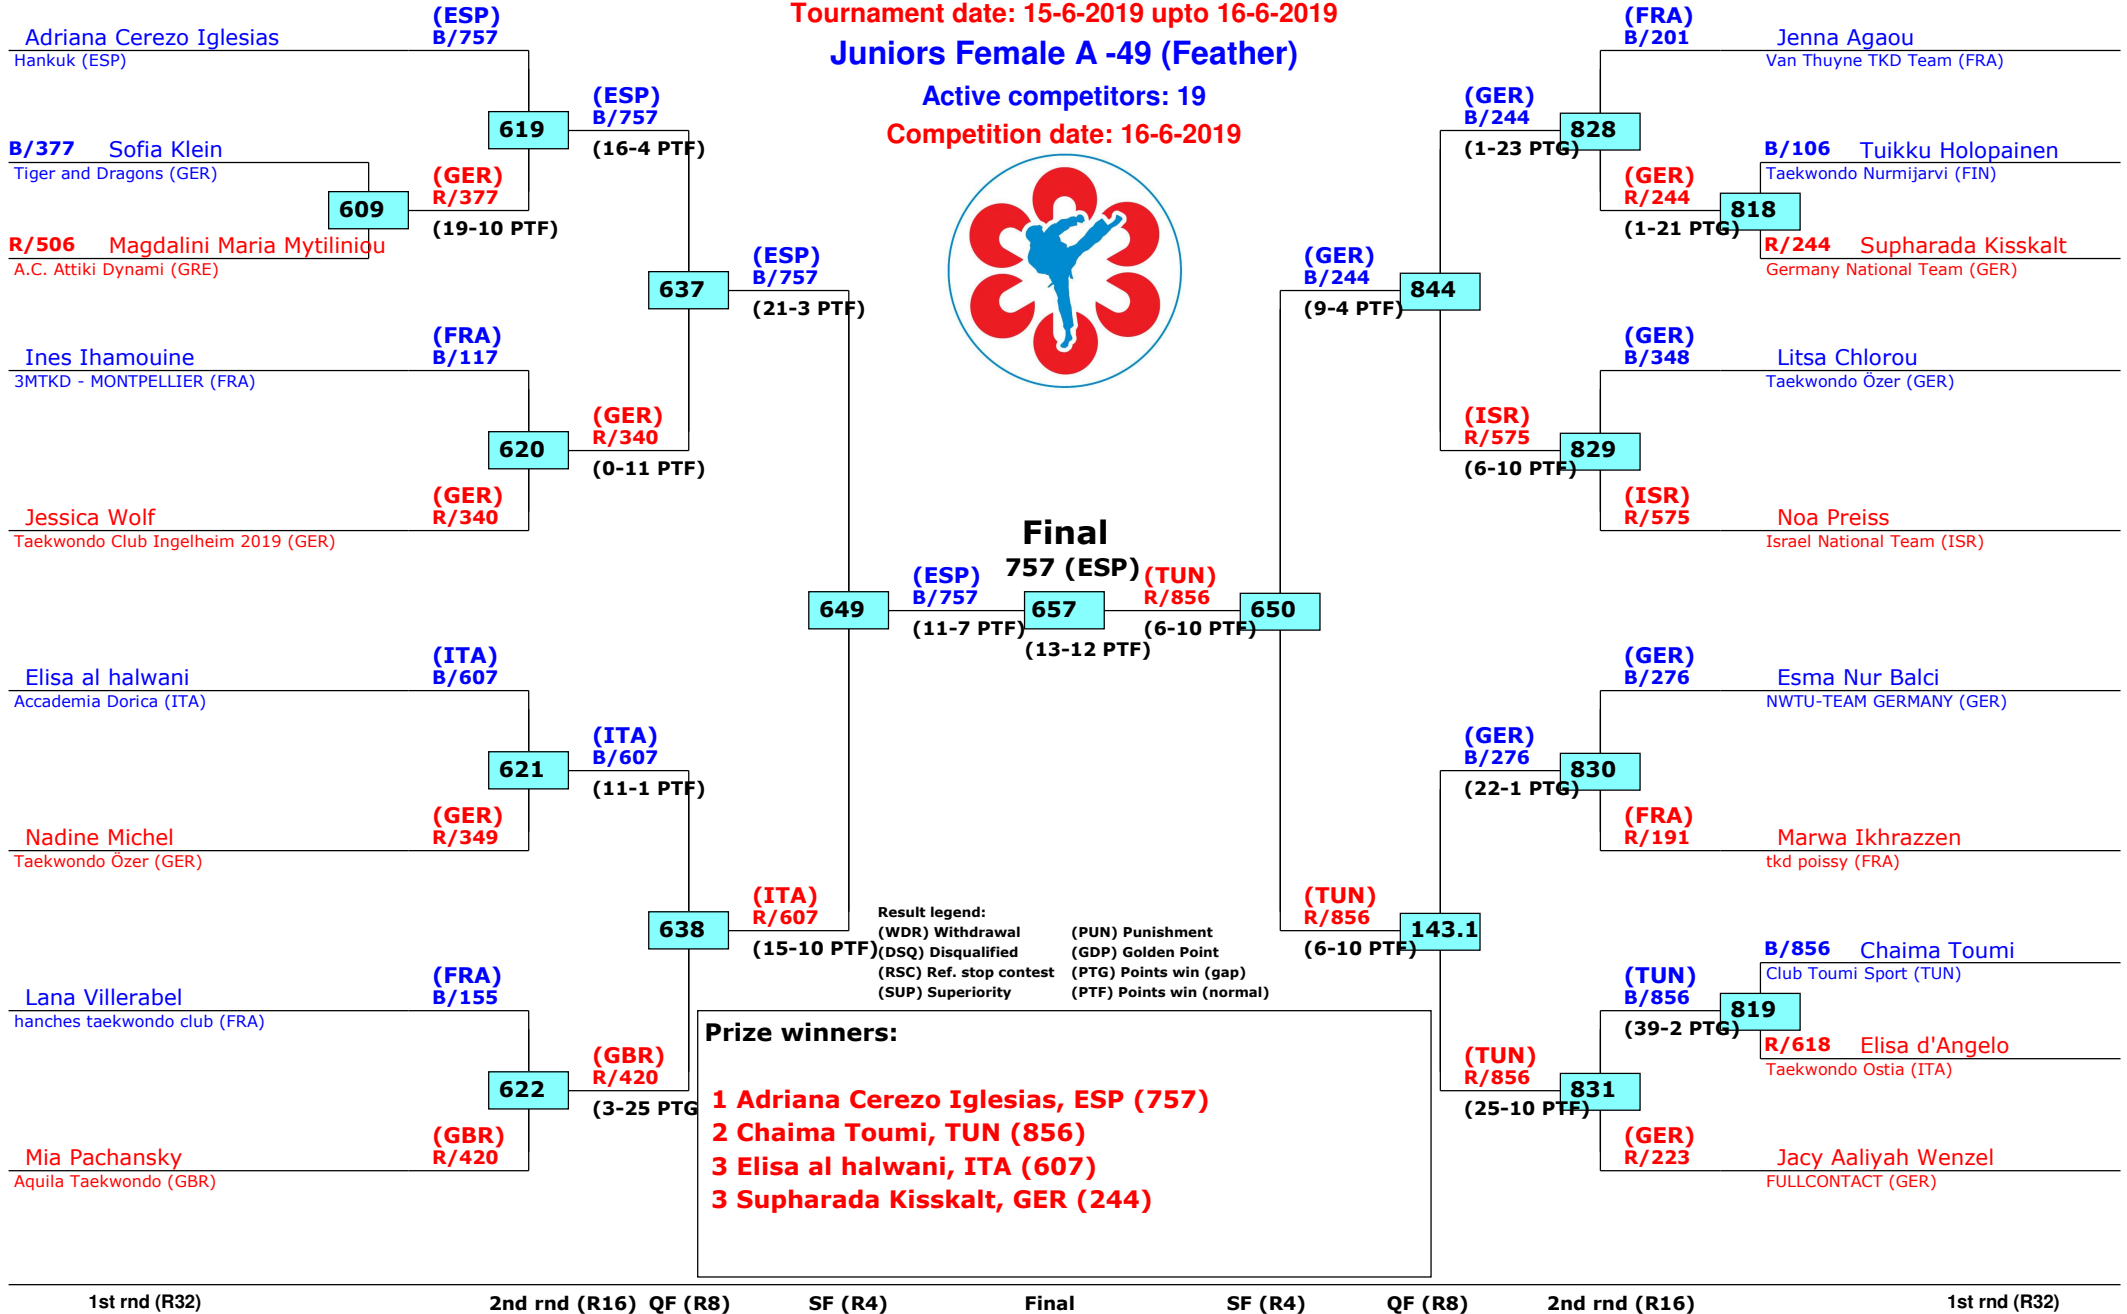 Tournament date: 15-6-2019 upto 16-6-2019
Juniors Female A -49 (Feather)
Active competitors: 19
Competition date: 16-6-2019
(ESP)
Adriana Cerezo Iglesias B/757
Hankuk (ESP)
619
(ESP)
B/757
(16-4 PTF)
B/377 Sofia Klein
Tiger and Dragons (GER)
609
(GER)
R/377
(19-10 PTF)
R/506 Magdalini Maria Mytiliniou
A.C. Attiki Dynami (GRE)
637
(ESP)
B/757
(21-3 PTF)
(FRA)
Ines Ihamouine B/117
3MTKD - MONTPELLIER (FRA)
620
(GER)
R/340
(0-11 PTF)
(GER)
Jessica Wolf R/340
Taekwondo Club Ingelheim 2019 (GER)
649
(ESP)
B/757
(11-7 PTF)
Final
757 (ESP)
657
(13-12 PTF)
(TUN)
R/856
(6-10 PTF)
650
(ITA)
Elisa al halwani B/607
Accademia Dorica (ITA)
621
(ITA)
B/607
(11-1 PTF)
(GER)
Nadine Michel R/349
Taekwondo Özer (GER)
638
(ITA)
R/607
(15-10 PTF)
(FRA)
Lana Villerabel B/155
hanches taekwondo club (FRA)
622
(GBR)
R/420
(3-25 PTG
(GBR)
Mia Pachansky R/420
Aquila Taekwondo (GBR)
(FRA)
B/201 Jenna Agaou
Van Thuyne TKD Team (FRA)
(GER)
B/244
(1-23 PTG)
828
B/106 Tuikku Holopainen
Taekwondo Nurmijarvi (FIN)
(GER)
R/244
(1-21 PTG)
818
R/244 Supharada Kisskalt
Germany National Team (GER)
(GER)
B/244
(9-4 PTF)
844
(GER)
B/348 Litsa Chlorou
Taekwondo Özer (GER)
(ISR)
R/575
(6-10 PTF)
829
(ISR)
R/575 Noa Preiss
Israel National Team (ISR)
(GER)
B/276 Esma Nur Balci
NWTU-TEAM GERMANY (GER)
(GER)
B/276
(22-1 PTG)
830
(FRA)
R/191 Marwa Ikhrazzen
tkd poissy (FRA)
(TUN)
R/856
(6-10 PTF)
143.1
B/856 Chaima Toumi
Club Toumi Sport (TUN)
(TUN)
B/856
(39-2 PTG)
819
R/618 Elisa d'Angelo
Taekwondo Ostia (ITA)
(TUN)
R/856
(25-10 PTF)
831
(GER)
R/223 Jacy Aaliyah Wenzel
FULLCONTACT (GER)
Result legend:
(WDR) Withdrawal (PUN) Punishment
(DSQ) Disqualified (GDP) Golden Point
(RSC) Ref. stop contest (PTG) Points win (gap)
(SUP) Superiority (PTF) Points win (normal)
Prize winners:
1 Adriana Cerezo Iglesias, ESP (757)
2 Chaima Toumi, TUN (856)
3 Elisa al halwani, ITA (607)
3 Supharada Kisskalt, GER (244)
1st rnd (R32) 2nd rnd (R16) QF (R8) SF (R4) Final SF (R4) QF (R8) 2nd rnd (R16) 1st rnd (R32)